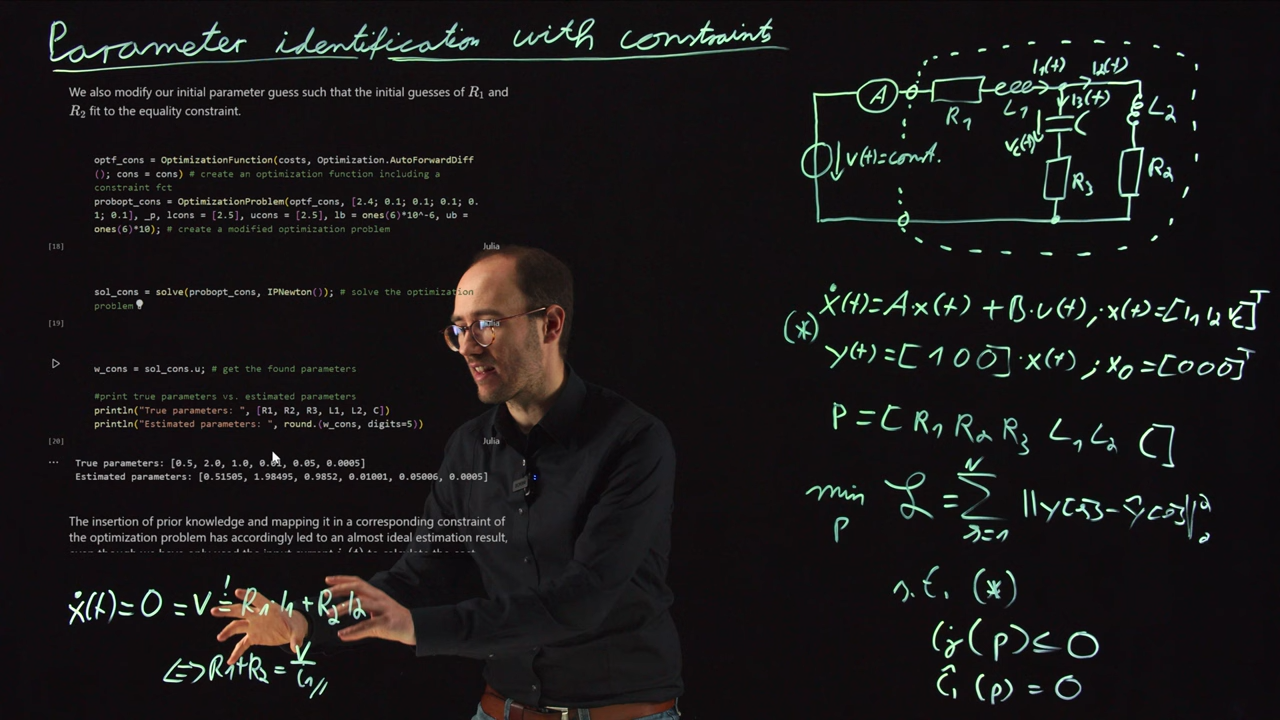 Parameter identification with constraints
We also modify our initial parameter guess such that the initial guesses of R₁ and
R₂ fit to the equality constraint.
optf_cons = OptimizationFunction(costs, Optimization.AutoForwardDiff
(); cons = cons) # create an optimization function including a
constraint fct
probopt_cons = OptimizationProblem(optf_cons, [2.4; 0.1; 0.1; 0.1; 0.
1; 0.1], _p, lcons = [2.5], ucons = [2.5], lb = ones(6)*10^-6, ub =
ones(6)*10); # create a modified optimization problem
[18]
Julia
sol_cons = solve(probopt_cons, IPNewton()); # solve the optimization
problem
[19]
Julia
w_cons = sol_cons.u; # get the found parameters
#print true parameters vs. estimated parameters
println("True parameters: ", [R1, R2, R3, L1, L2, C])
println("Estimated parameters: ", round.(w_cons, digits=5))
[20]
Julia
... True parameters: [0.5, 2.0, 1.0, 0.01, 0.05, 0.0005]
Estimated parameters: [0.51505, 1.98495, 0.9852, 0.01001, 0.05006, 0.0005]
The insertion of prior knowledge and mapping it in a corresponding constraint of
the optimization problem has accordingly led to an almost ideal estimation result,
ẋ(t) = 0 = V = R₁·i₁ + R₂·i₂
⇔ R₁+R₂ = V/i₁
A
R₁
L₁
i₁(t)
i₂(t)
i₃(t)
C
L₂
v(t)=const.
v_c(t)
R₃
R₂
(*)
ẋ(t) = A·x(t) + B·u(t), x(t) = [i₁ i₂ v_c]ᵀ
y(t) = [1 0 0]·x(t) ; x₀ = [0 0 0]ᵀ
P = [R₁ R₂ R₃ L₁ L₂ C]
min P ℒ = Σ
N
‖y[k] - ŷ[k]‖₂²
s.t. (*)
(p) ≤ 0
(p) = 0